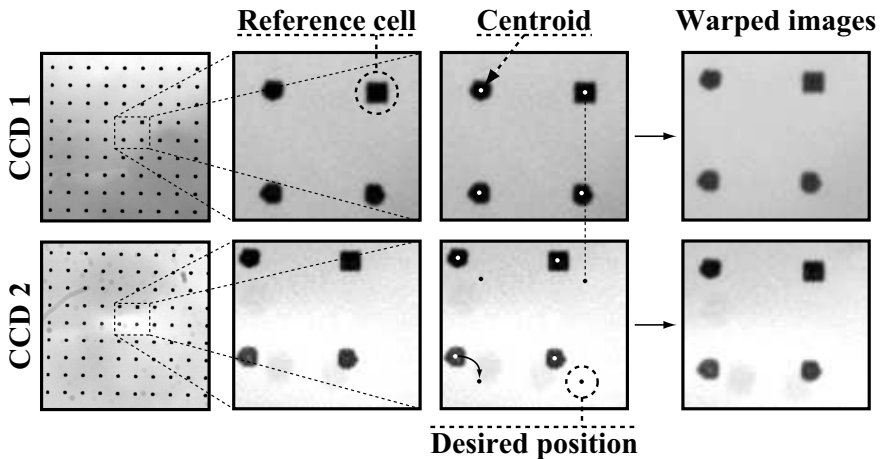 Reference cell
Centroid
Warped images
CCD 1
CCD 2
Desired position